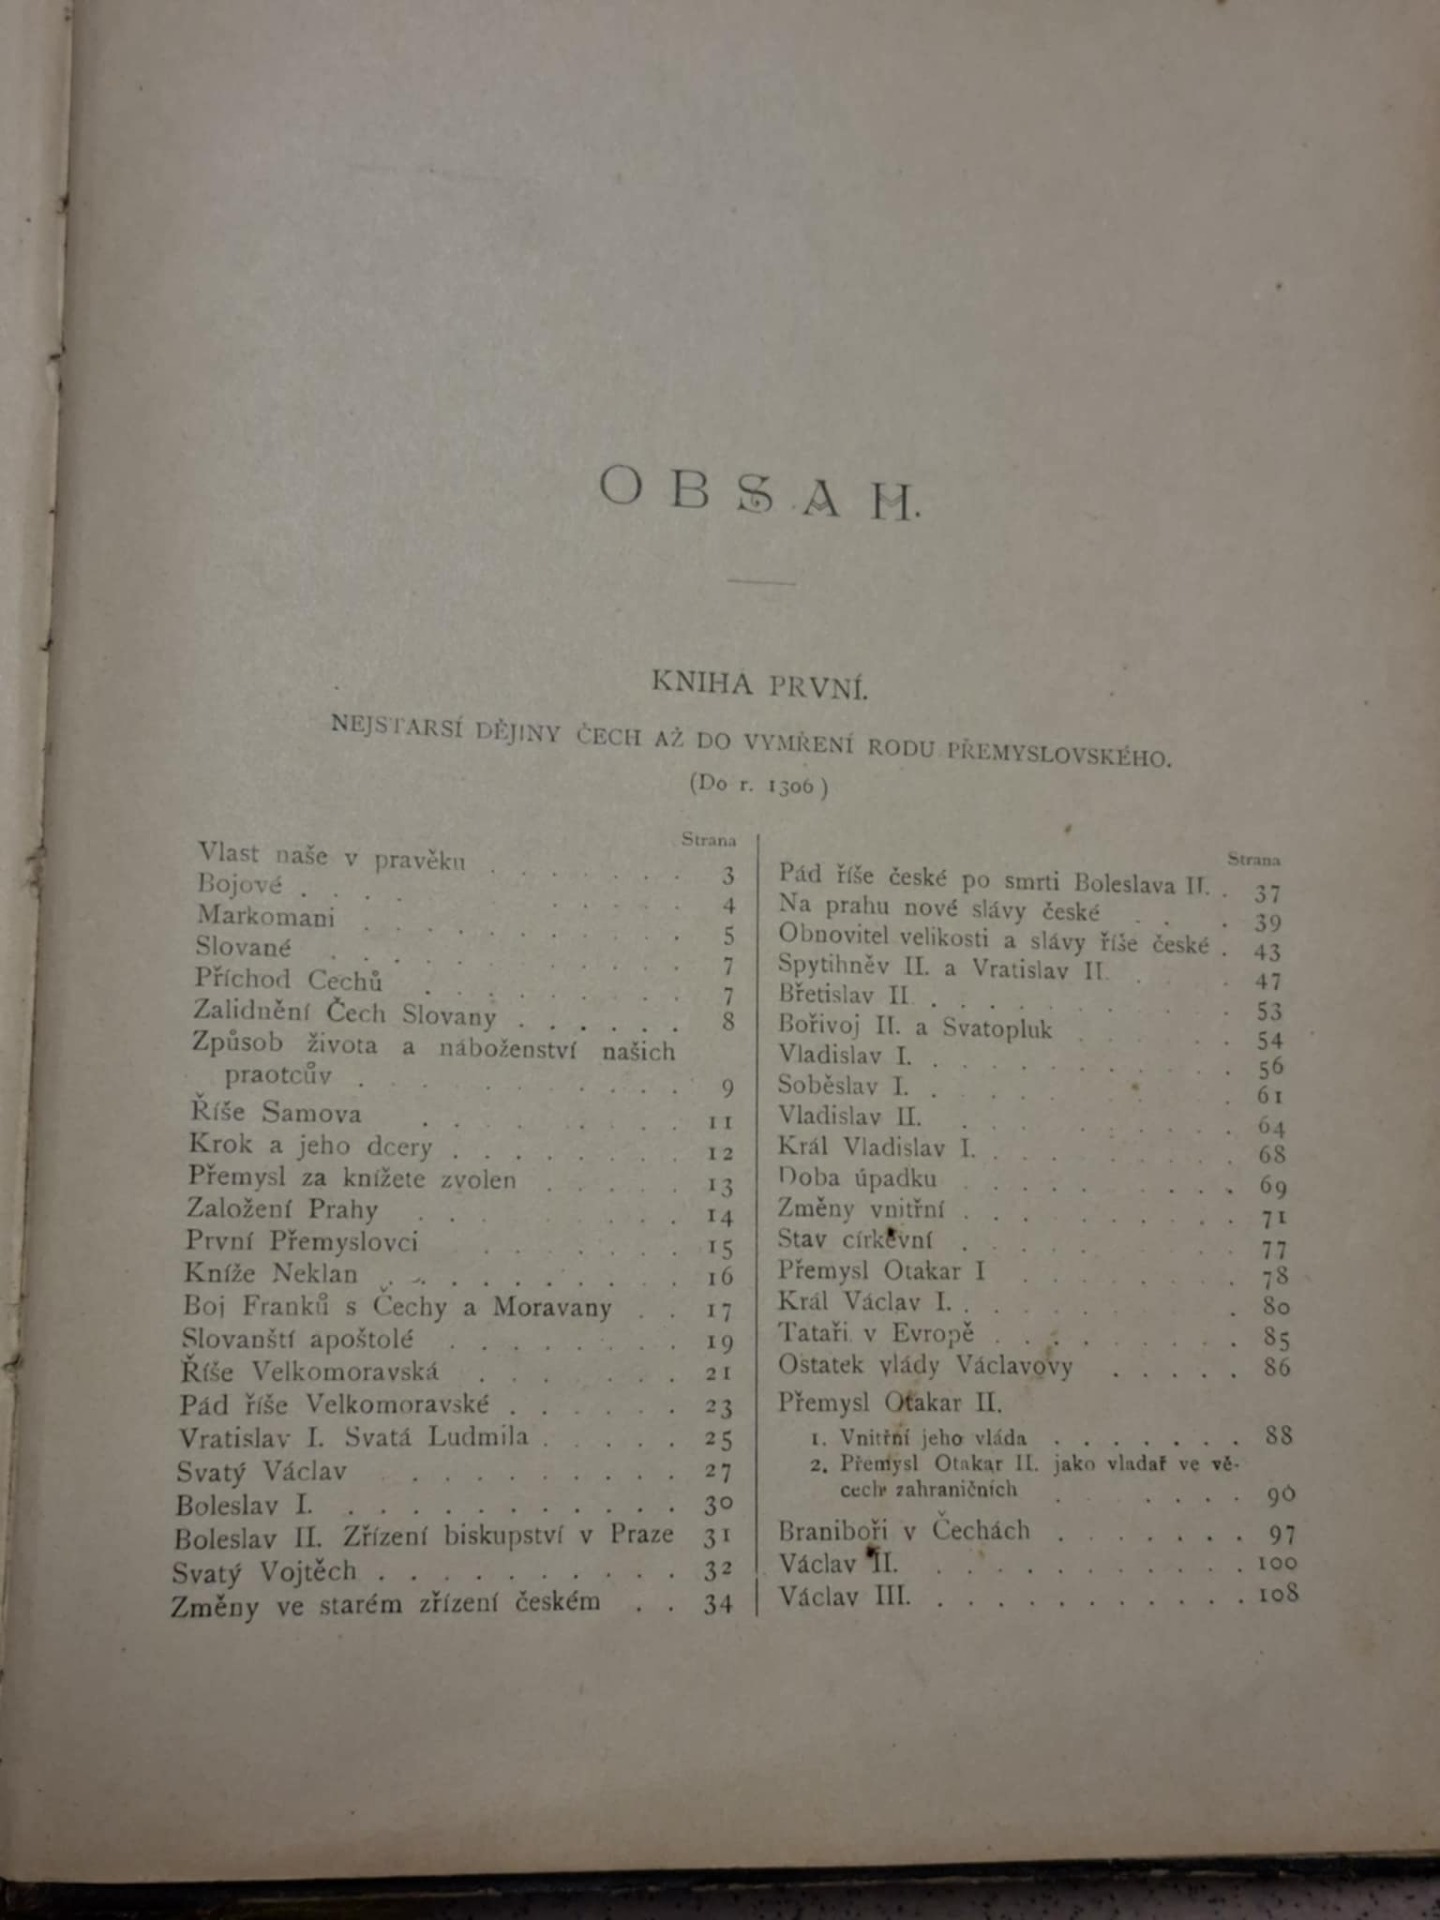 OBSAH.
KNIHA PRVNÍ.
NEJSTARSÍ DĚJINY ČECH AŽ DO VYMŘENÍ RODU PŘEMYSLOVSKÉHO.
(Do r. 1306)
Strana
Vlast naše v pravěku . . . . . . . 3
Bojové . . . . . . . . . 4
Markomani . . . . . . . . . . 5
Slované . . . . . . . . . . 7
Příchod Cechů . . . . . . . . 7
Zalidnění Čech Slovany . . . . . . 8
Způsob života a náboženství našich
praotcův . . . . . . . . . 9
Říše Samova . . . . . . . . 11
Krok a jeho dcery . . . . . . . . 12
Přemysl za knížete zvolen . . . . . 13
Založení Prahy . . . . . . . . 14
První Přemyslovci . . . . . . . 15
Kníže Neklan . . . . . . . . . 16
Boj Franků s Čechy a Moravany . . 17
Slovanští apoštolé . . . . . . . . 19
Říše Velkomoravská . . . . . . 21
Pád říše Velkomoravské . . . . . . 23
Vratislav I. Svatá Ludmila . . . . . 25
Svatý Václav . . . . . . . . . 27
Boleslav I. . . . . . . . . . . 30
Boleslav II. Zřízení biskupství v Praze 31
Svatý Vojtěch . . . . . . . . . . 32
Změny ve starém zřízení českém . . 34
Strana
Pád říše české po smrti Boleslava II. . 37
Na prahu nové slávy české . . . 39
Obnovitel velikosti a slávy říše české . 43
Spytihněv II. a Vratislav II. . . . 47
Břetislav II . . . . . . . . . 53
Bořivoj II. a Svatopluk . . . . . 54
Vladislav I. . . . . . . . . . 56
Soběslav I. . . . . . . . . . 61
Vladislav II. . . . . . . . . . 64
Král Vladislav I. . . . . . . . . 68
Doba úpadku . . . . . . . . 69
Změny vnitřní . . . . . . . . . 71
Stav církevní . . . . . . . . 77
Přemysl Otakar I . . . . . . . 78
Král Václav I. . . . . . . . . 80
Tataři v Evropě . . . . . . . . 85
Ostatek vlády Václavovy . . . . . 86
Přemysl Otakar II.
1. Vnitřní jeho vláda . . . . . . . 88
2. Přemysl Otakar II. jako vladař ve vě-
cech zahraničních . . . . . 90
Braniboři v Čechách . . . . . . . 97
Václav II. . . . . . . . . . . . 100
Václav III. . . . . . . . . . . . 108